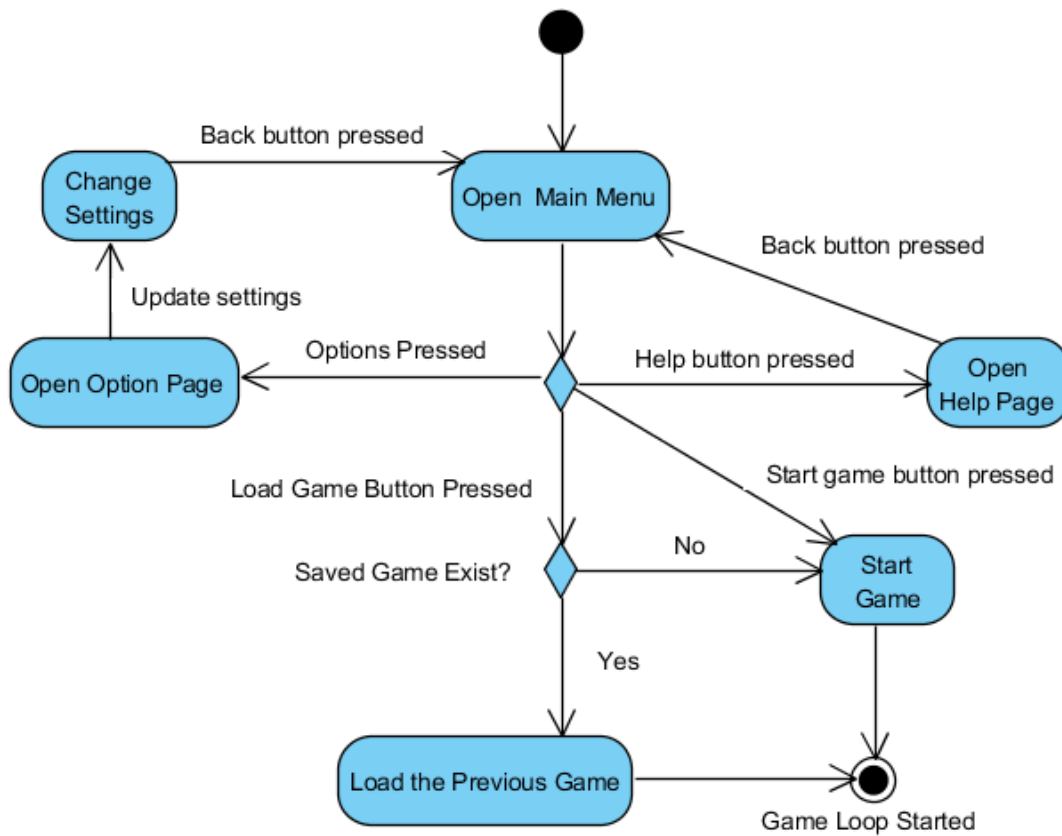 Back button pressed
Change
Settings
Open Main Menu
Back button pressed
Update settings
Options Pressed
Help button pressed
Open Option Page
Open
Help Page
Load Game Button Pressed
Start game button pressed
Saved Game Exist?
No
Start
Game
Yes
Load the Previous Game
Game Loop Started